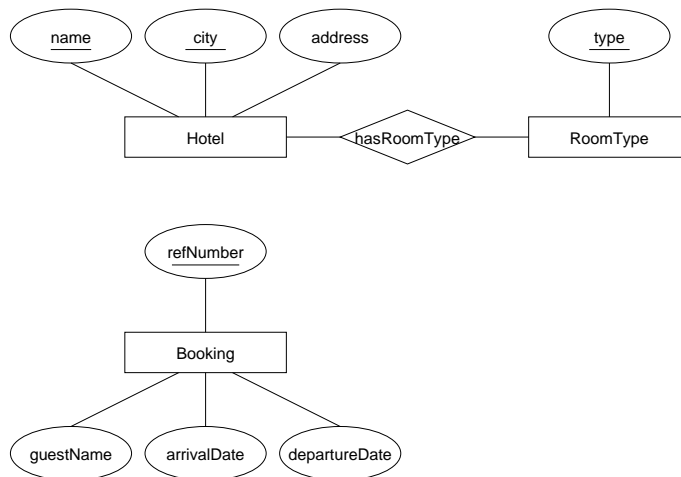 name city address type
Hotel hasRoomType RoomType
refNumber
Booking
guestName arrivalDate departureDate